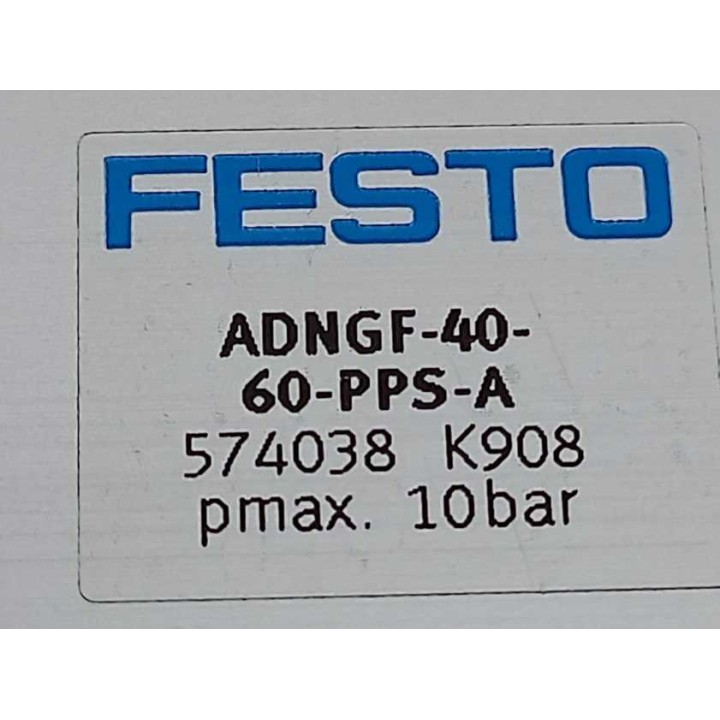 FESTO
ADNGF-40-
60-PPS-A
574038 K908
pmax. 10bar